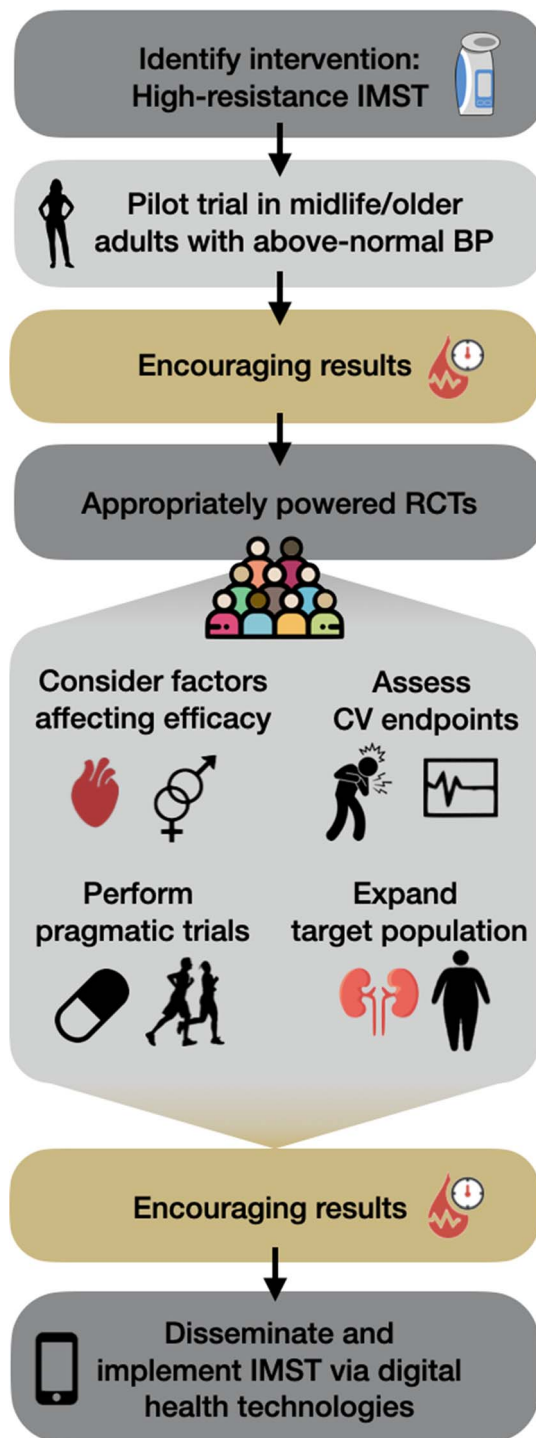 Identify intervention:
High-resistance IMST
Pilot trial in midlife/older
adults with above-normal BP
Encouraging results
Appropriately powered RCTs
Consider factors
affecting efficacy
Assess
CV endpoints
Perform
pragmatic trials
Expand
target population
Encouraging results
Disseminate and
implement IMST via digital
health technologies